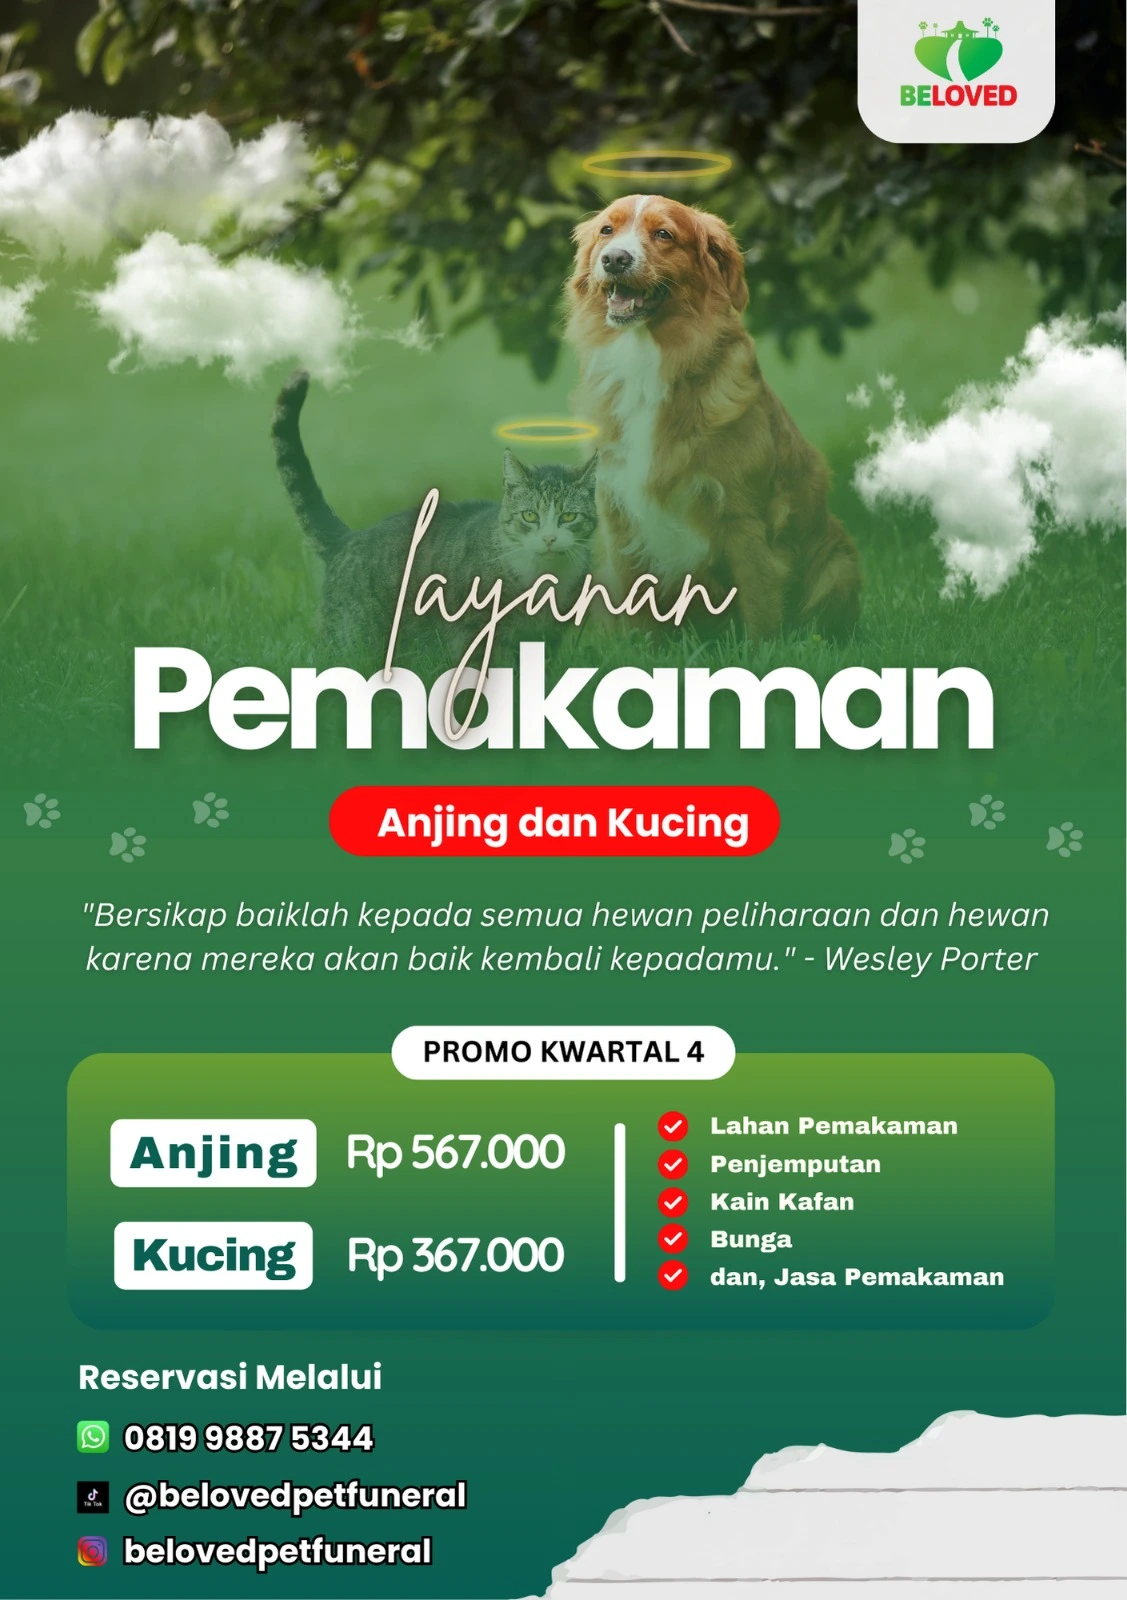 BELOVED
layanan
Pemakaman
Anjing dan Kucing
"Bersikap baiklah kepada semua hewan peliharaan dan hewan
karena mereka akan baik kembali kepadamu." - Wesley Porter
PROMO KWARTAL 4
Anjing Rp 567.000
Kucing Rp 367.000
Lahan Pemakaman
Penjemputan
Kain Kafan
Bunga
dan, Jasa Pemakaman
Reservasi Melalui
0819 9887 5344
Tik Tok
@belovedpetfuneral
belovedpetfuneral